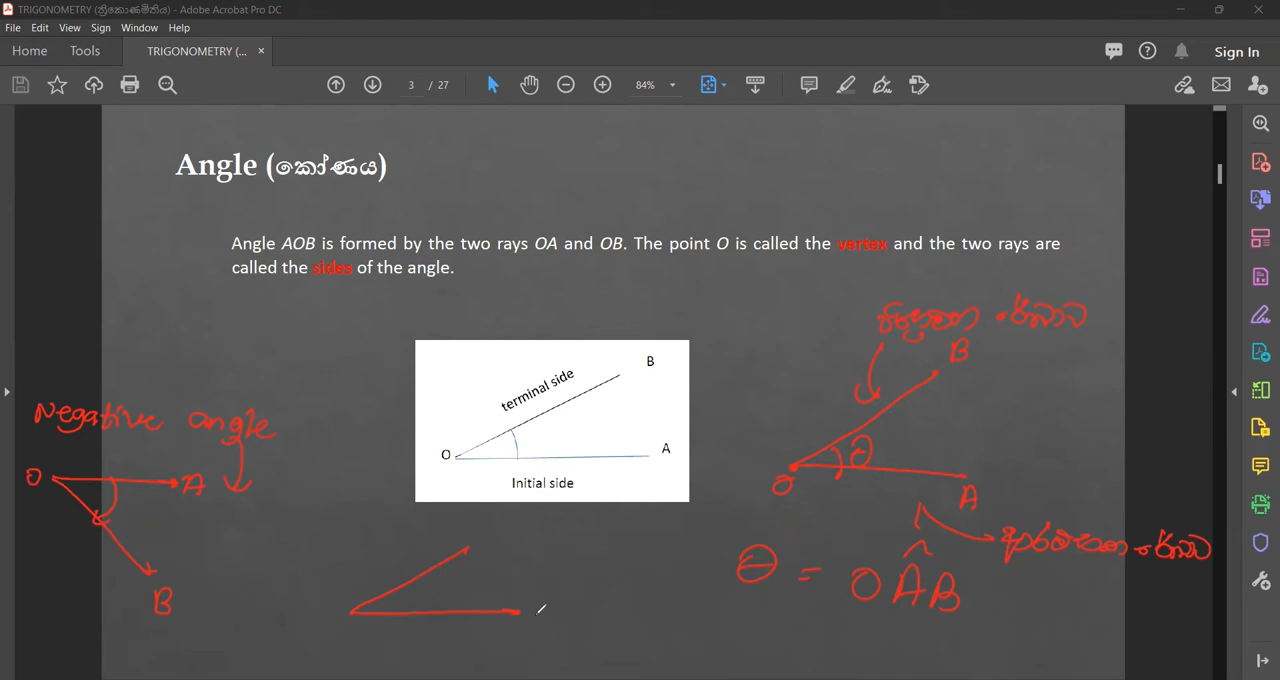 TRIGONOMETRY (ත්‍රිකෝණමිතිය) - Adobe Acrobat Pro DC
File Edit View Sign Window Help
Home Tools TRIGONOMETRY (... × Sign In
3 / 27 84%
Angle (කෝණය)
Angle AOB is formed by the two rays OA and OB. The point O is called the vertex and the two rays are
called the sides of the angle.
B
terminal side
O A
Initial side
Negative angle
O A
B
රේඛාව
B
θ
O A
ආරම්භක රේඛාව
θ = OÂB